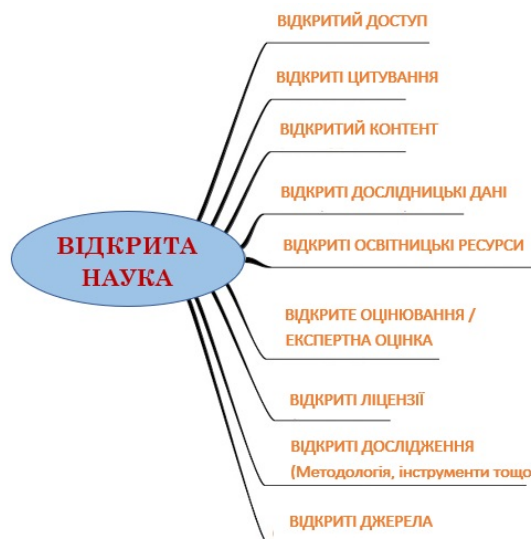 ВІДКРИТИЙ ДОСТУП
ВІДКРИТІ ЦИТУВАННЯ
ВІДКРИТИЙ КОНТЕНТ
ВІДКРИТІ ДОСЛІДНИЦЬКІ ДАНІ
ВІДКРИТА
НАУКА
ВІДКРИТІ ОСВІТНИЦЬКІ РЕСУРСИ
ВІДКРИТЕ ОЦІНЮВАННЯ /
ЕКСПЕРТНА ОЦІНКА
ВІДКРИТІ ЛІЦЕНЗІЇ
ВІДКРИТІ ДОСЛІДЖЕННЯ
(Методологія, інструменти тощо
ВІДКРИТІ ДЖЕРЕЛА